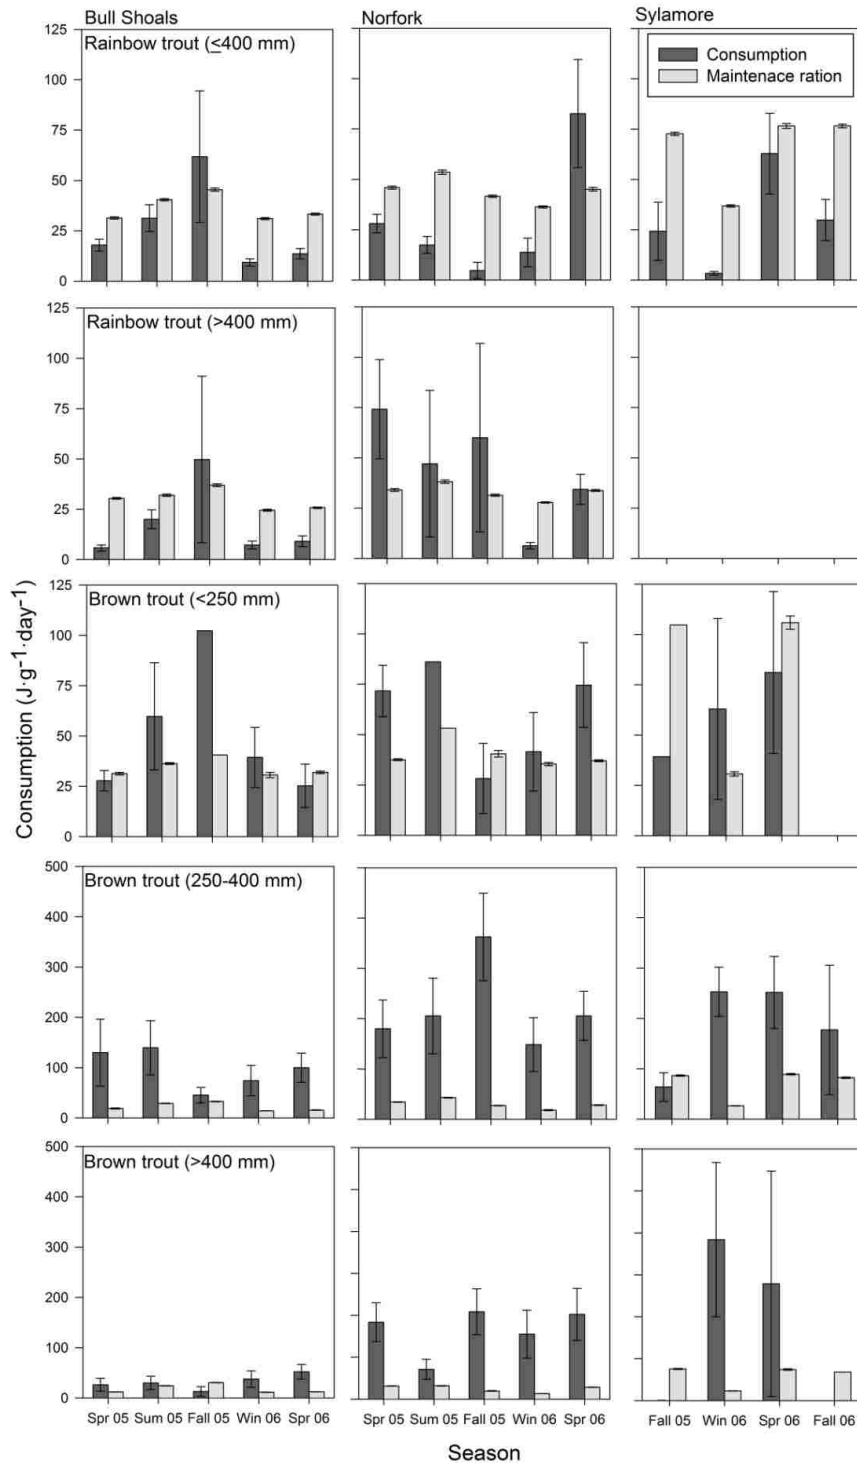 Bull Shoals Norfork Sylamore
Rainbow trout (≤400 mm)
Consumption
Maintenace ration
125
100
75
50
25
0
Rainbow trout (>400 mm)
125
100
75
50
25
0
Brown trout (<250 mm)
125
100
75
50
25
0
Consumption (J·g⁻¹·day⁻¹)
Brown trout (250-400 mm)
500
400
300
200
100
0
Brown trout (>400 mm)
500
400
300
200
100
0
Spr 05 Sum 05 Fall 05 Win 06 Spr 06 Spr 05 Sum 05 Fall 05 Win 06 Spr 06 Fall 05 Win 06 Spr 06 Fall 06
Season